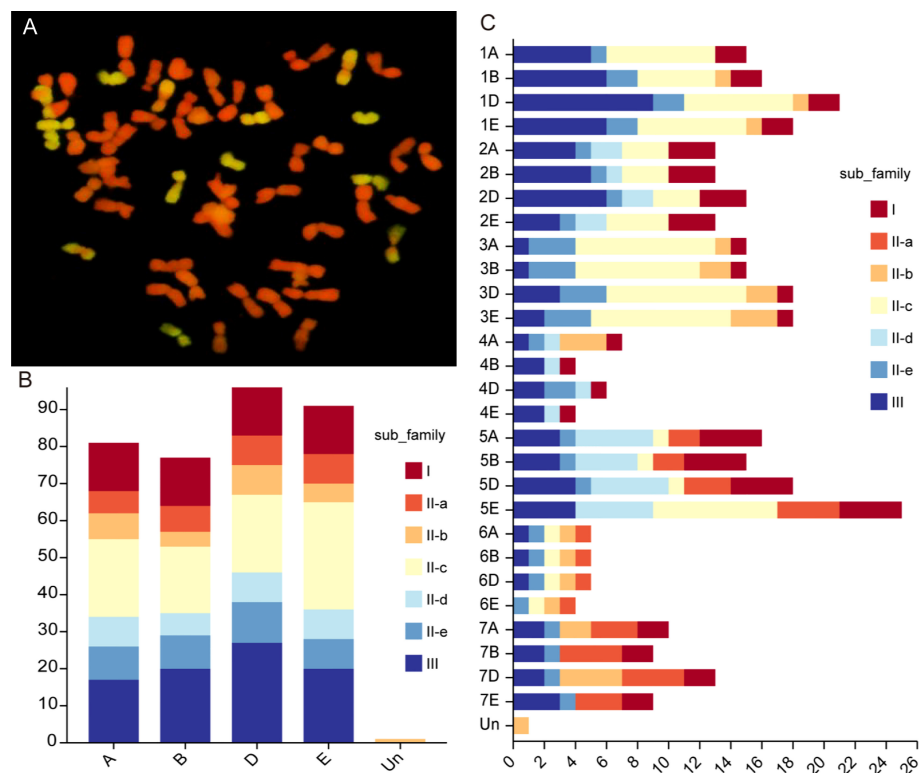 A
B
90
80
70
60
50
40
30
20
10
0
A B D E Un
sub_family
I
II-a
II-b
II-c
II-d
II-e
III
C
1A
1B
1D
1E
2A
2B
2D
2E
3A
3B
3D
3E
4A
4B
4D
4E
5A
5B
5D
5E
6A
6B
6D
6E
7A
7B
7D
7E
Un
0 2 4 6 8 10 12 14 16 18 20 22 24 26
sub_family
I
II-a
II-b
II-c
II-d
II-e
III